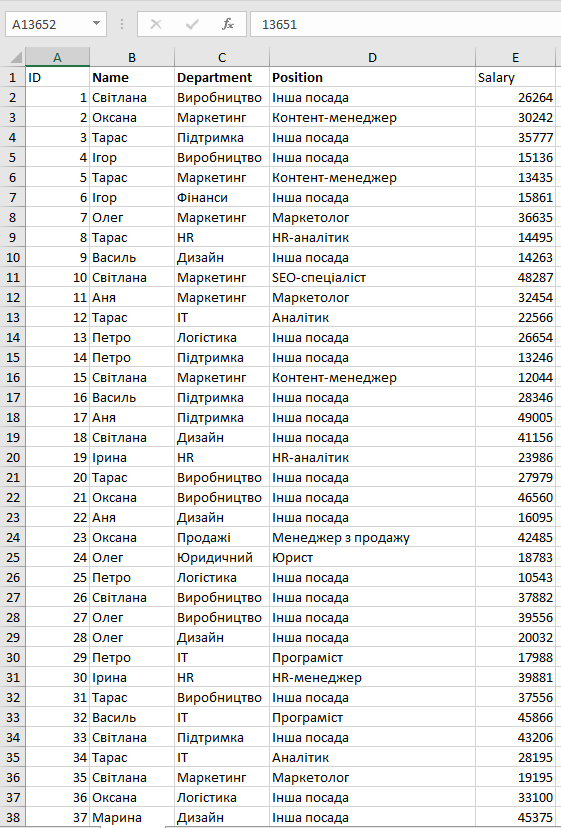 A13652 fx 13651
A B C D E
1 ID Name Department Position Salary
2 1 Світлана Виробництво Інша посада 26264
3 2 Оксана Маркетинг Контент-менеджер 30242
4 3 Тарас Підтримка Інша посада 35777
5 4 Ігор Виробництво Інша посада 15136
6 5 Тарас Маркетинг Контент-менеджер 13435
7 6 Ігор Фінанси Інша посада 15861
8 7 Олег Маркетинг Маркетолог 36635
9 8 Тарас HR HR-аналітик 14495
10 9 Василь Дизайн Інша посада 14263
11 10 Світлана Маркетинг SEO-спеціаліст 48287
12 11 Аня Маркетинг Маркетолог 32454
13 12 Тарас IT Аналітик 22566
14 13 Петро Логістика Інша посада 26654
15 14 Петро Підтримка Інша посада 13246
16 15 Світлана Маркетинг Контент-менеджер 12044
17 16 Василь Підтримка Інша посада 28346
18 17 Аня Підтримка Інша посада 49005
19 18 Світлана Дизайн Інша посада 41156
20 19 Ірина HR HR-аналітик 23986
21 20 Тарас Виробництво Інша посада 27979
22 21 Оксана Виробництво Інша посада 46560
23 22 Аня Дизайн Інша посада 16095
24 23 Оксана Продажі Менеджер з продажу 42485
25 24 Олег Юридичний Юрист 18783
26 25 Петро Логістика Інша посада 10543
27 26 Світлана Виробництво Інша посада 37882
28 27 Олег Виробництво Інша посада 39556
29 28 Олег Дизайн Інша посада 20032
30 29 Петро IT Програміст 17988
31 30 Ірина HR HR-менеджер 39881
32 31 Тарас Виробництво Інша посада 37556
33 32 Василь IT Програміст 45866
34 33 Світлана Підтримка Інша посада 43206
35 34 Тарас IT Аналітик 28195
36 35 Світлана Маркетинг Маркетолог 19195
37 36 Оксана Логістика Інша посада 33100
38 37 Марина Дизайн Інша посада 45375